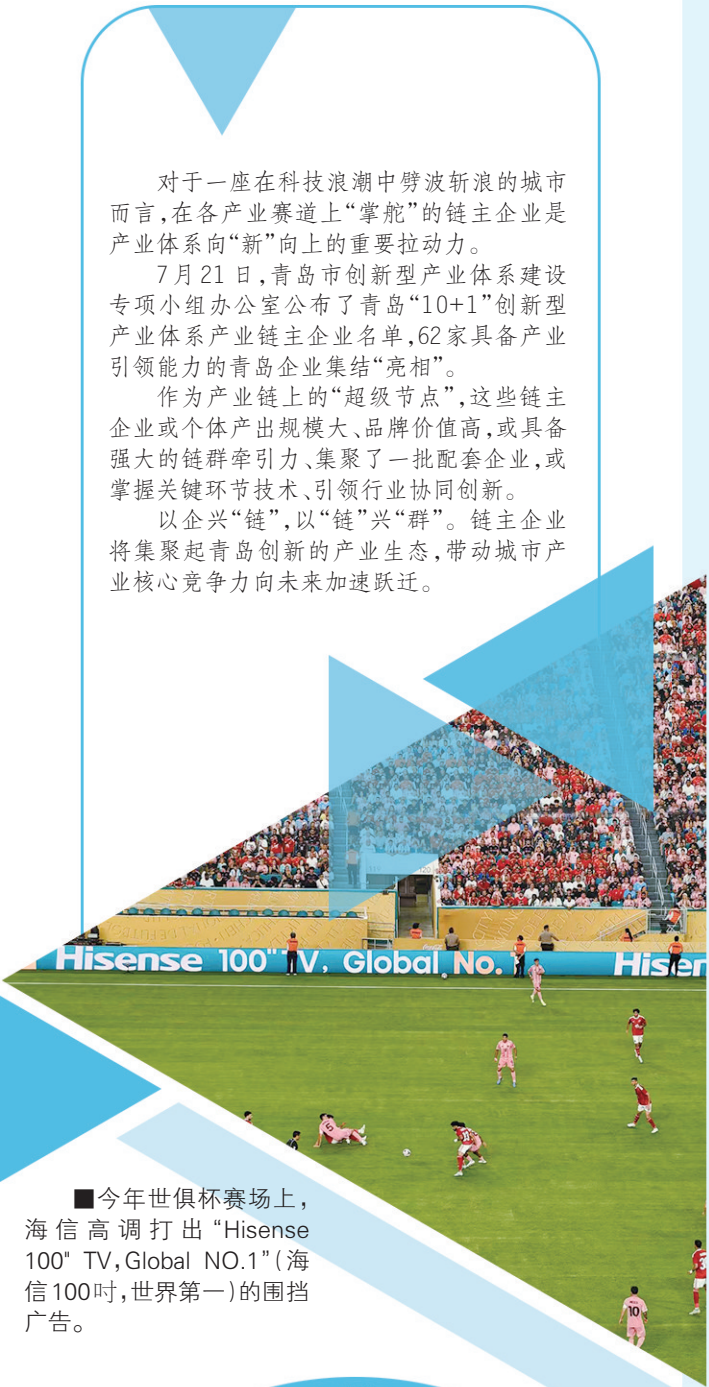 对于一座在科技浪潮中劈波斩浪的城市
而言，在各产业赛道上“掌舵”的链主企业是
产业体系向“新”向上的重要拉动力。
7月21日，青岛市创新型产业体系建设
专项小组办公室公布了青岛“10+1”创新型
产业体系产业链主企业名单，62家具备产业
引领能力的青岛企业集结“亮相”。
作为产业链上的“超级节点”，这些链主
企业或个体产出规模大、品牌价值高，或具备
强大的链群牵引力、集聚了一批配套企业，或
掌握关键环节技术、引领行业协同创新。
以企兴“链”，以“链”兴“群”。链主企业
将集聚起青岛创新的产业生态，带动城市产
业核心竞争力向未来加速跃迁。
Hisense 100" TV, Global No. Hisen
5
10
3
■今年世俱杯赛场上，
海信高调打出“Hisense
100" TV，Global NO.1”（海
信100吋，世界第一）的围挡
广告。